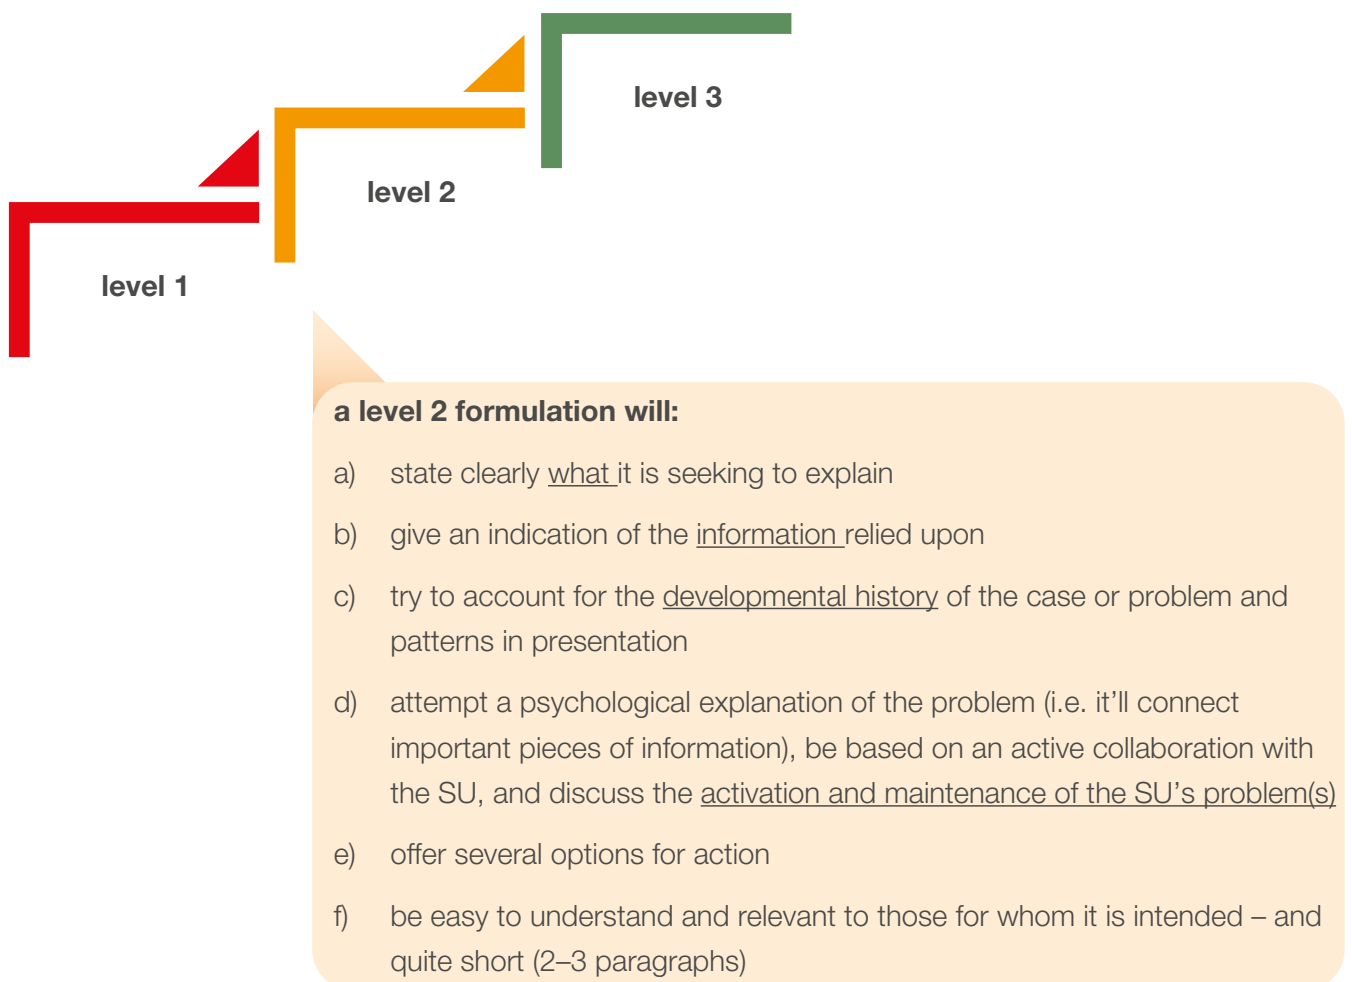 level 3
level 2
level 1
a level 2 formulation will:
a) state clearly what it is seeking to explain
b) give an indication of the information relied upon
c) try to account for the developmental history of the case or problem and
patterns in presentation
d) attempt a psychological explanation of the problem (i.e. it’ll connect
important pieces of information), be based on an active collaboration with
the SU, and discuss the activation and maintenance of the SU’s problem(s)
e) offer several options for action
f) be easy to understand and relevant to those for whom it is intended – and
quite short (2–3 paragraphs)